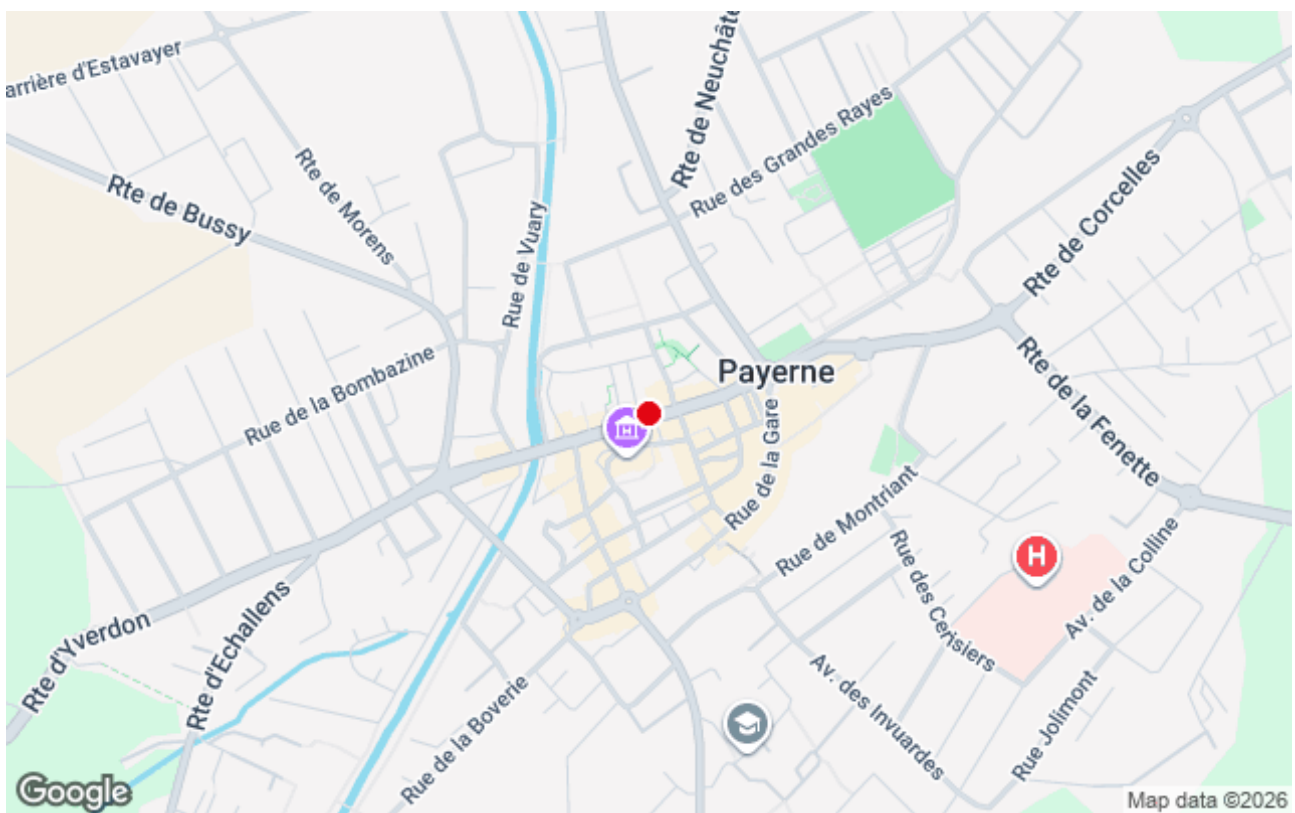 arrière d'Estavayer
Rte de Neuchâte
Rue des Grandes Rayes
Rte de Morens
Rte de Bussy
Rue de Vuary
Rte de Corcelles
Rue de la Bombazine
Payerne
Rte de la Fenette
H
Rue de la Gare
Rue de Montriant
H
Rue des Cerisiers
Av. de la Colline
Rte d'Yverdon
Rte d'Echallens
Av. des Invuardes
Rue de la Boverie
Rue Jolimont
Google
Map data ©2026